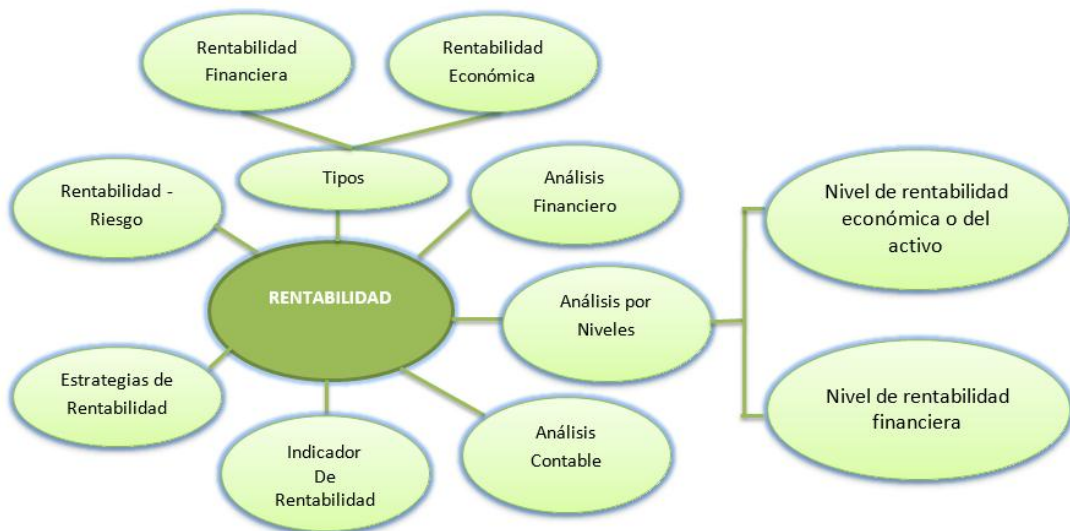 Rentabilidad
Financiera
Rentabilidad
Económica
Tipos
Rentabilidad -
Riesgo
Análisis
Financiero
RENTABILIDAD
Análisis por
Niveles
Nivel de rentabilidad
económica o del
activo
Nivel de rentabilidad
financiera
Estrategias de
Rentabilidad
Indicador
De
Rentabilidad
Análisis
Contable